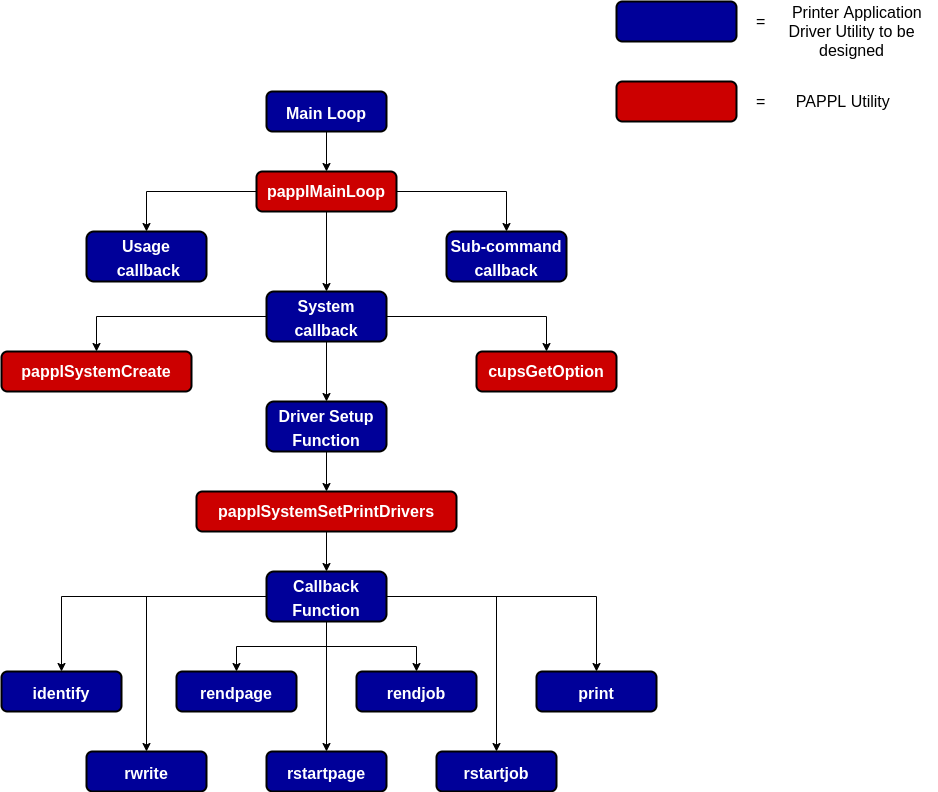 = Printer Application
Driver Utility to be
designed
= PAPPL Utility
Main Loop
papplMainLoop
Usage
callback
Sub-command
callback
System
callback
papplSystemCreate
cupsGetOption
Driver Setup
Function
papplSystemSetPrintDrivers
Callback
Function
identify
rendpage
rendjob
print
rwrite
rstartpage
rstartjob